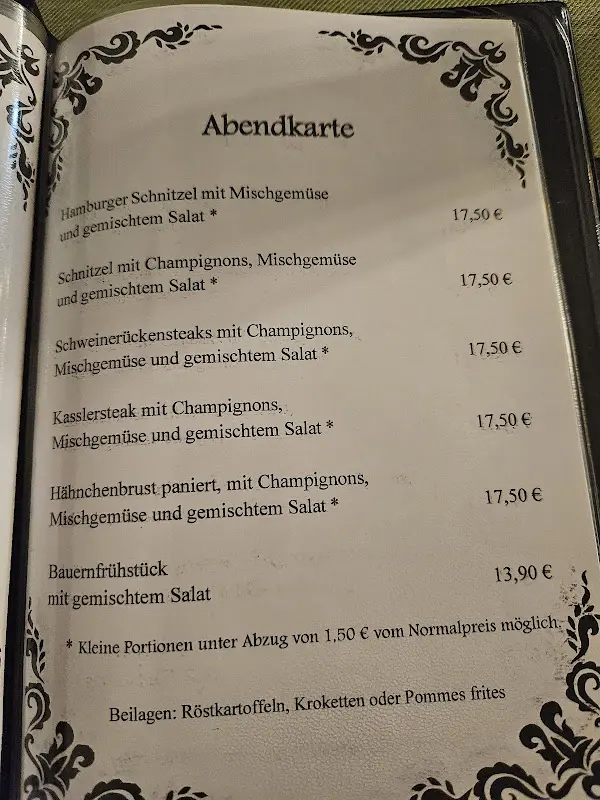 Abendkarte
Hamburger Schnitzel mit Mischgemüse
und gemischtem Salat *
17,50 €
Schnitzel mit Champignons, Mischgemüse
und gemischtem Salat *
17,50 €
Schweinerückensteaks mit Champignons,
Mischgemüse und gemischtem Salat *
17,50 €
Kasslersteak mit Champignons,
Mischgemüse und gemischtem Salat *
17,50 €
Hähnchenbrust paniert, mit Champignons,
Mischgemüse und gemischtem Salat *
17,50 €
Bauernfrühstück
mit gemischtem Salat
13,90 €
* Kleine Portionen unter Abzug von 1,50 € vom Normalpreis möglich.
Beilagen: Röstkartoffeln, Kroketten oder Pommes frites